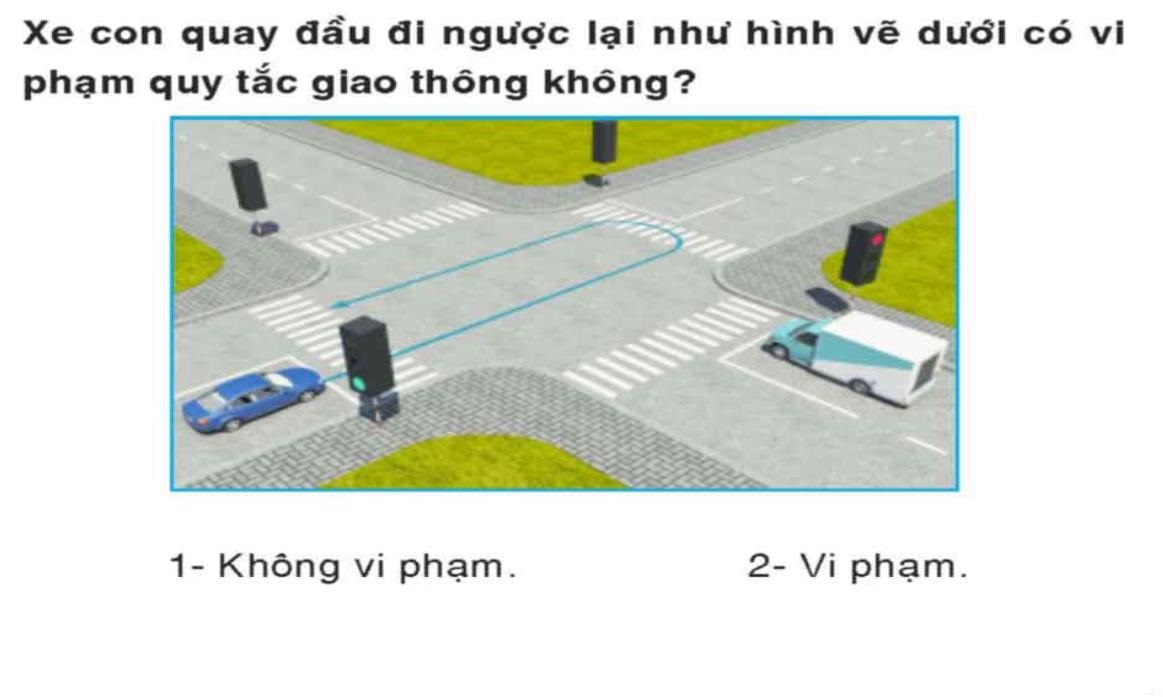 Xe con quay đầu đi ngược lại như hình vẽ dưới có vi
phạm quy tắc giao thông không?
1- Không vi phạm.
2- Vi phạm.